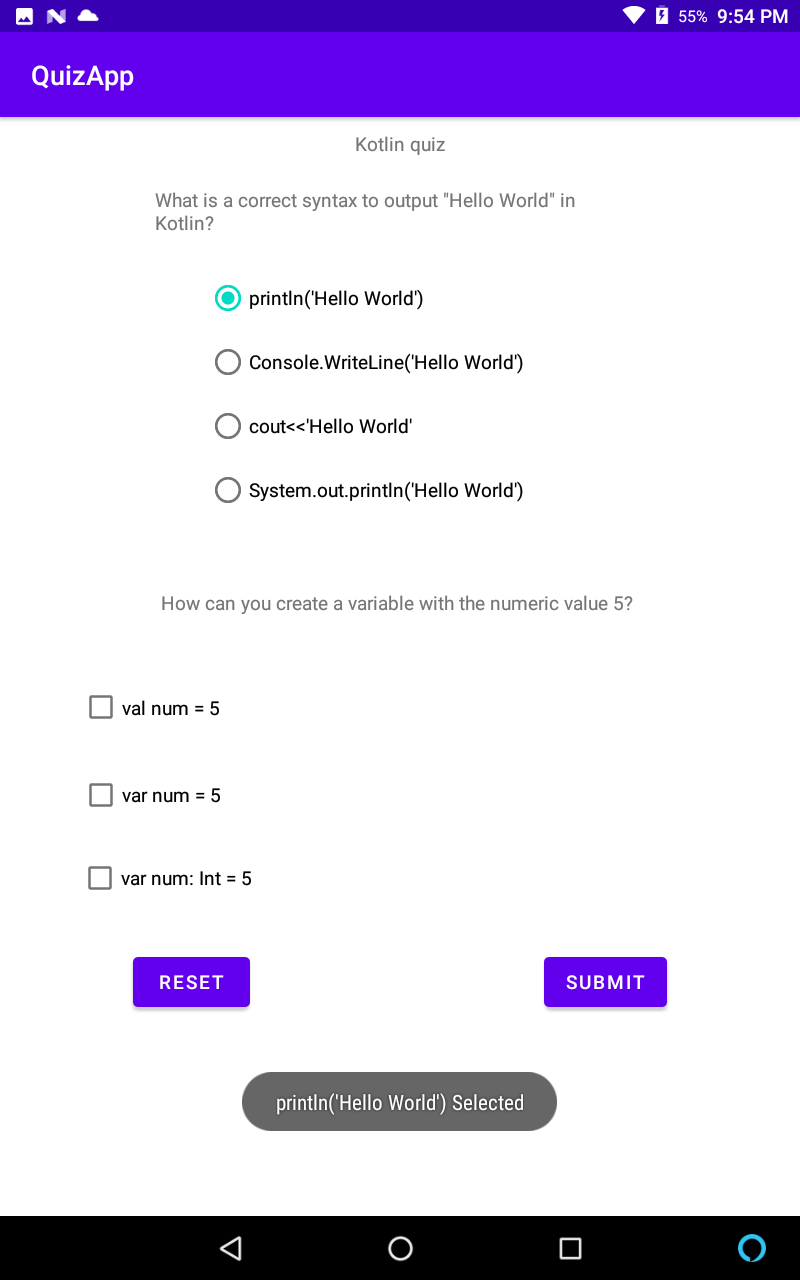 55% 9:54 PM
QuizApp
Kotlin quiz
What is a correct syntax to output "Hello World" in
Kotlin?
println('Hello World')
Console.WriteLine('Hello World')
cout<<'Hello World'
System.out.println('Hello World')
How can you create a variable with the numeric value 5?
val num = 5
var num = 5
var num: Int = 5
RESET SUBMIT
println('Hello World') Selected